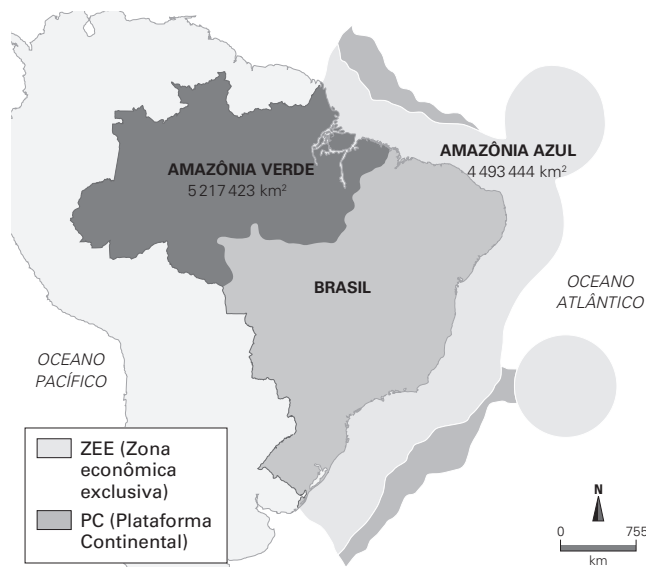 AMAZÔNIA VERDE
5 217 423 km²
AMAZÔNIA AZUL
4 493 444 km²
BRASIL
OCEANO
ATLÂNTICO
OCEANO
PACÍFICO
ZEE (Zona
econômica
exclusiva)
PC (Plataforma
Continental)
N
0 755
km